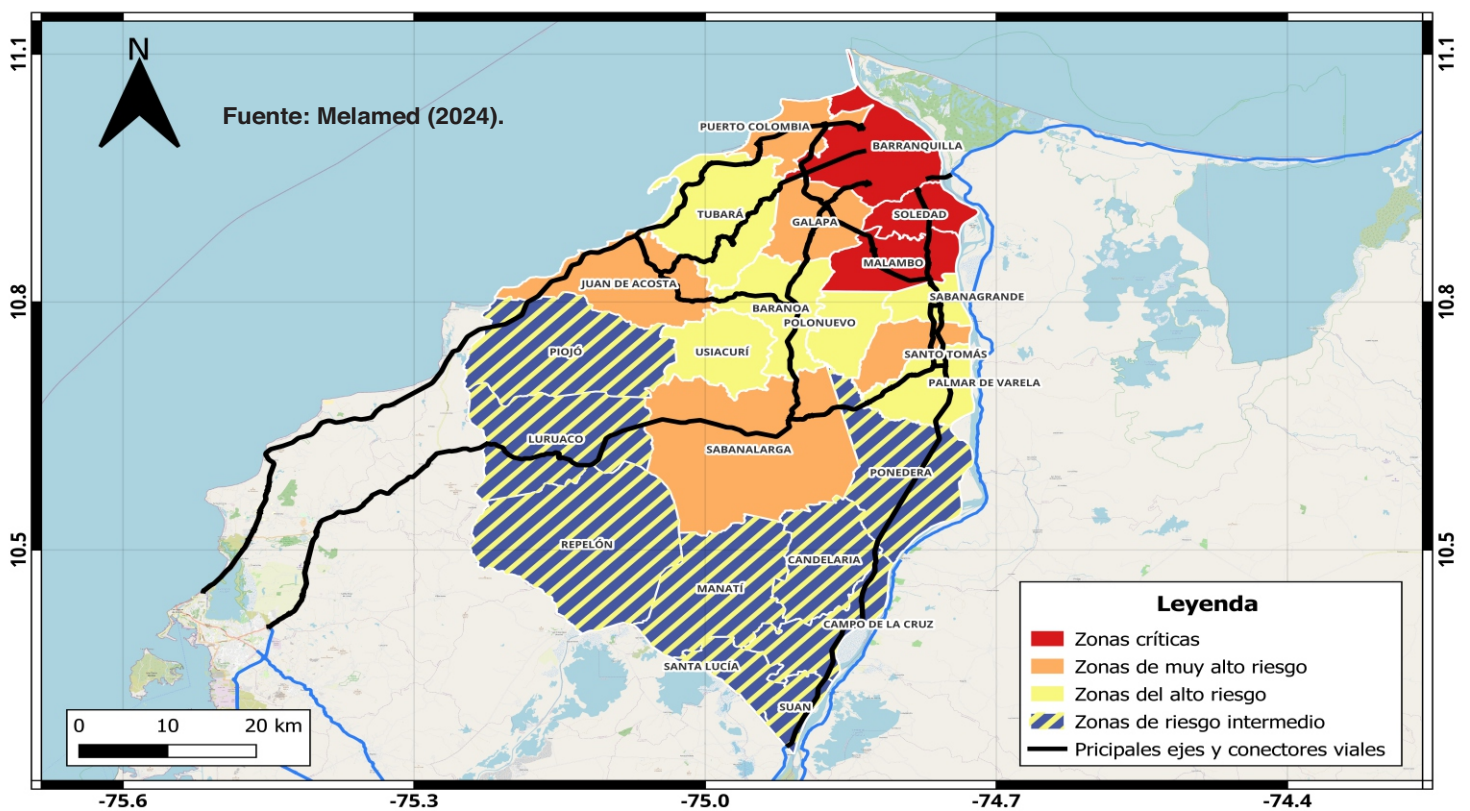 N
Fuente: Melamed (2024).
11.1
11.1
PUERTO COLOMBIA
BARRANQUILLA
TUBARÁ
GALAPA
SOLEDAD
MALAMBO
JUAN DE ACOSTA
SABANAGRANDE
10.8
10.8
BARANOA
POLONUEVO
PIOJÓ
USIACURÍ
SANTO TOMÁS
PALMAR DE VARELA
LURUACO
SABANALARGA
PONEDERA
REPELÓN
10.5
10.5
CANDELARIA
MANATÍ
CAMPO DE LA CRUZ
SANTA LUCÍA
SUAN
Leyenda
Zonas críticas
Zonas de muy alto riesgo
Zonas del alto riesgo
Zonas de riesgo intermedio
Pricipales ejes y conectores viales
0 10 20 km
-75.6 -75.3 -75.0 -74.7 -74.4